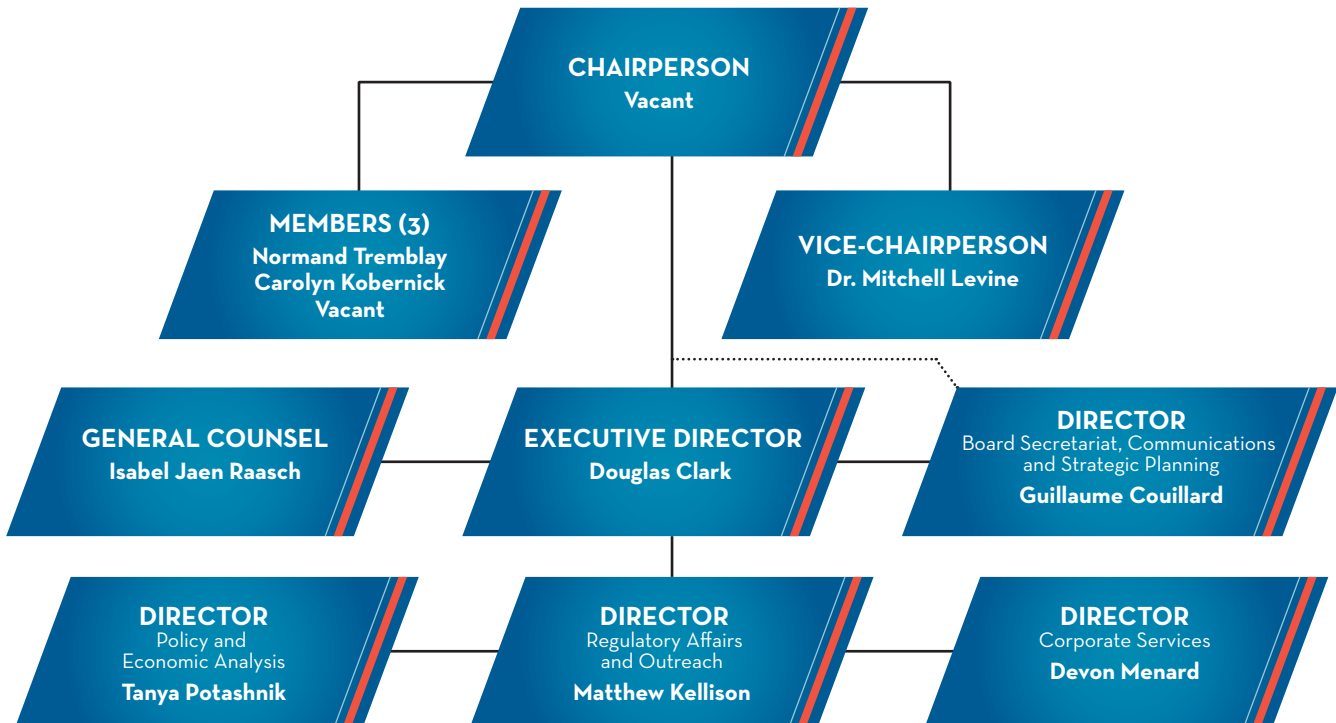 CHAIRPERSON
Vacant
MEMBERS (3)
Normand Tremblay
Carolyn Kobernick
Vacant
VICE-CHAIRPERSON
Dr. Mitchell Levine
GENERAL COUNSEL
Isabel Jaen Raasch
EXECUTIVE DIRECTOR
Douglas Clark
DIRECTOR
Board Secretariat, Communications
and Strategic Planning
Guillaume Couillard
DIRECTOR
Policy and
Economic Analysis
Tanya Potashnik
DIRECTOR
Regulatory Affairs
and Outreach
Matthew Kellison
DIRECTOR
Corporate Services
Devon Menard